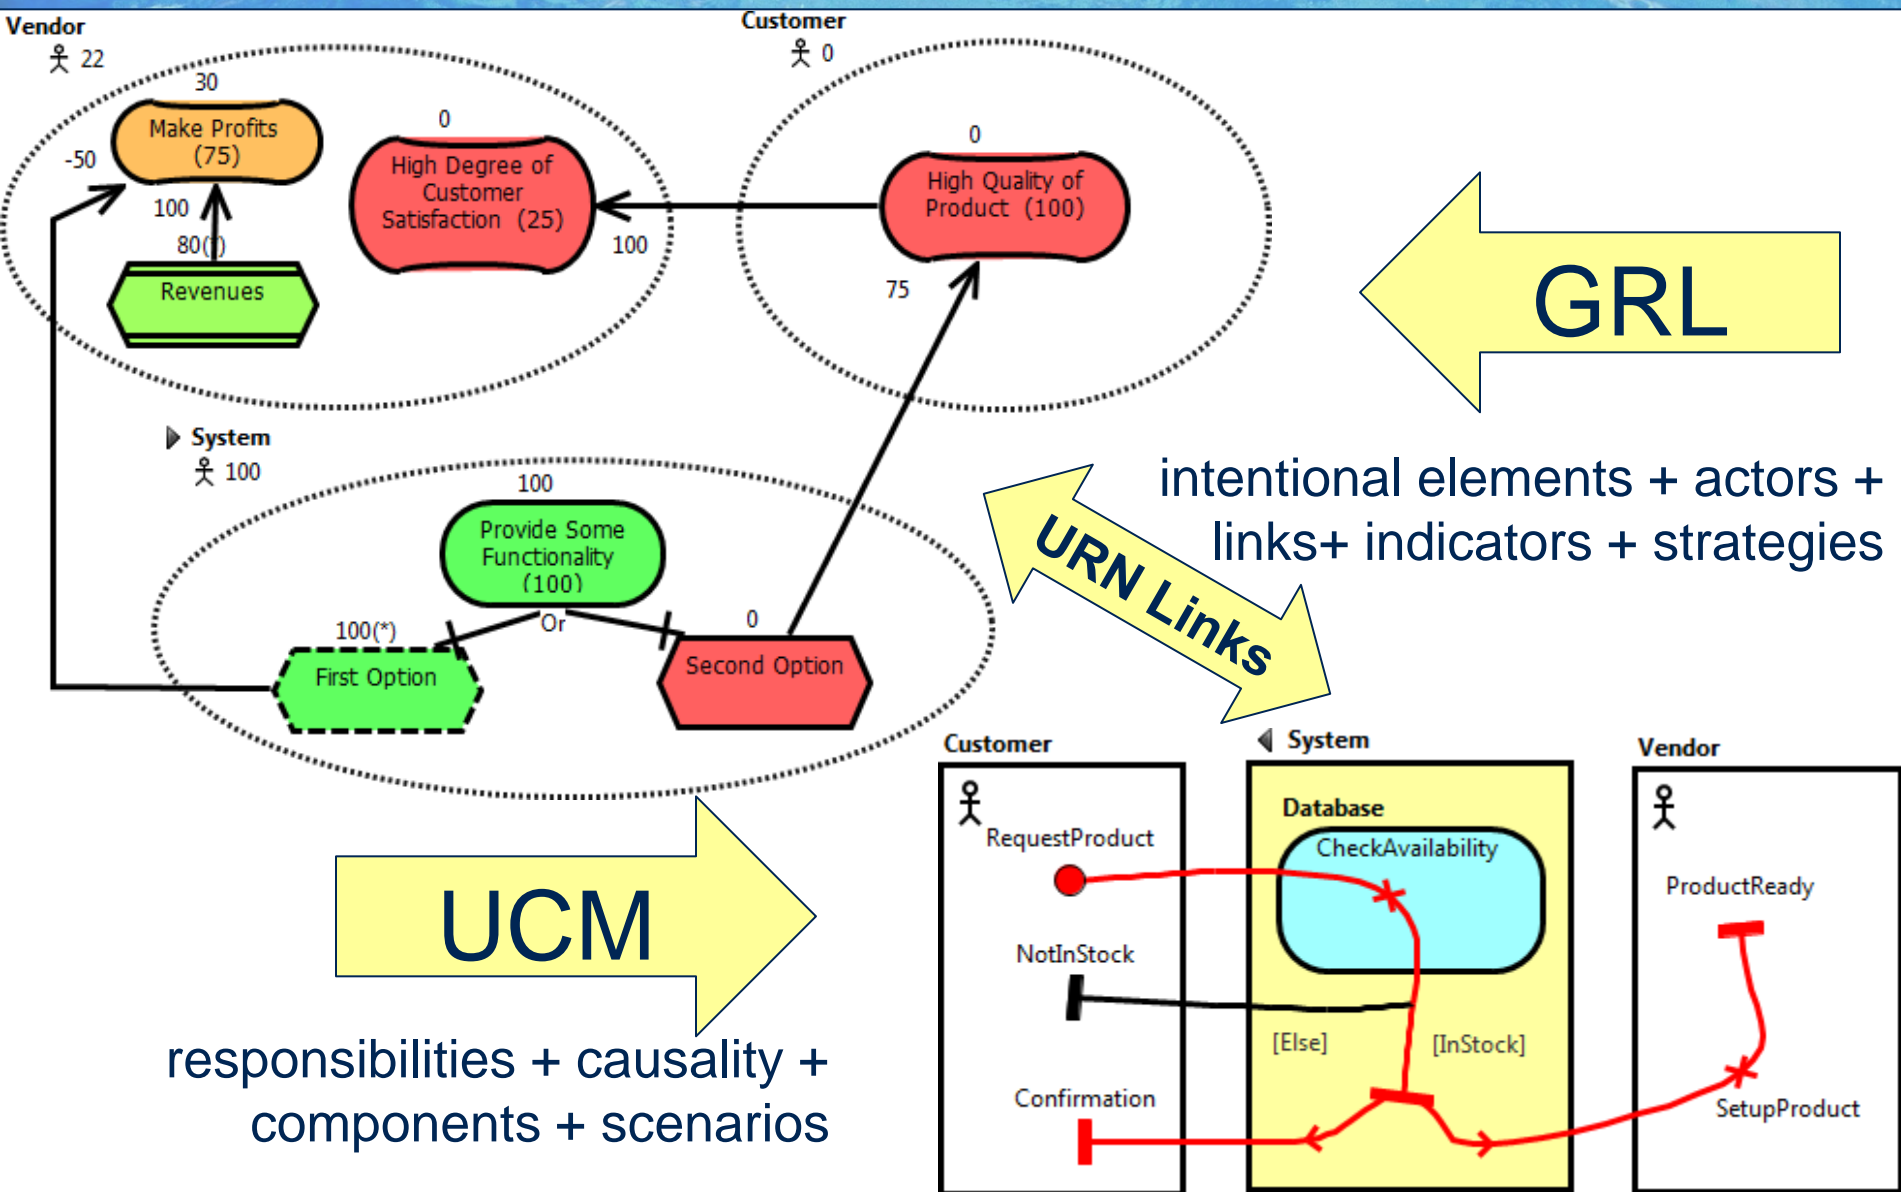 Vendor
22
Customer
0
30
Make Profits
(75)
-50
100
80(*)
Revenues
0
High Degree of
Customer
Satisfaction (25)
100
0
High Quality of
Product (100)
75
GRL
intentional elements + actors +
links+ indicators + strategies
URN Links
System
100
100
Provide Some
Functionality
(100)
Or
100(*)
First Option
0
Second Option
UCM
responsibilities + causality +
components + scenarios
Customer
RequestProduct
NotInStock
Confirmation
System
Database
CheckAvailability
[Else]
[InStock]
Vendor
ProductReady
SetupProduct